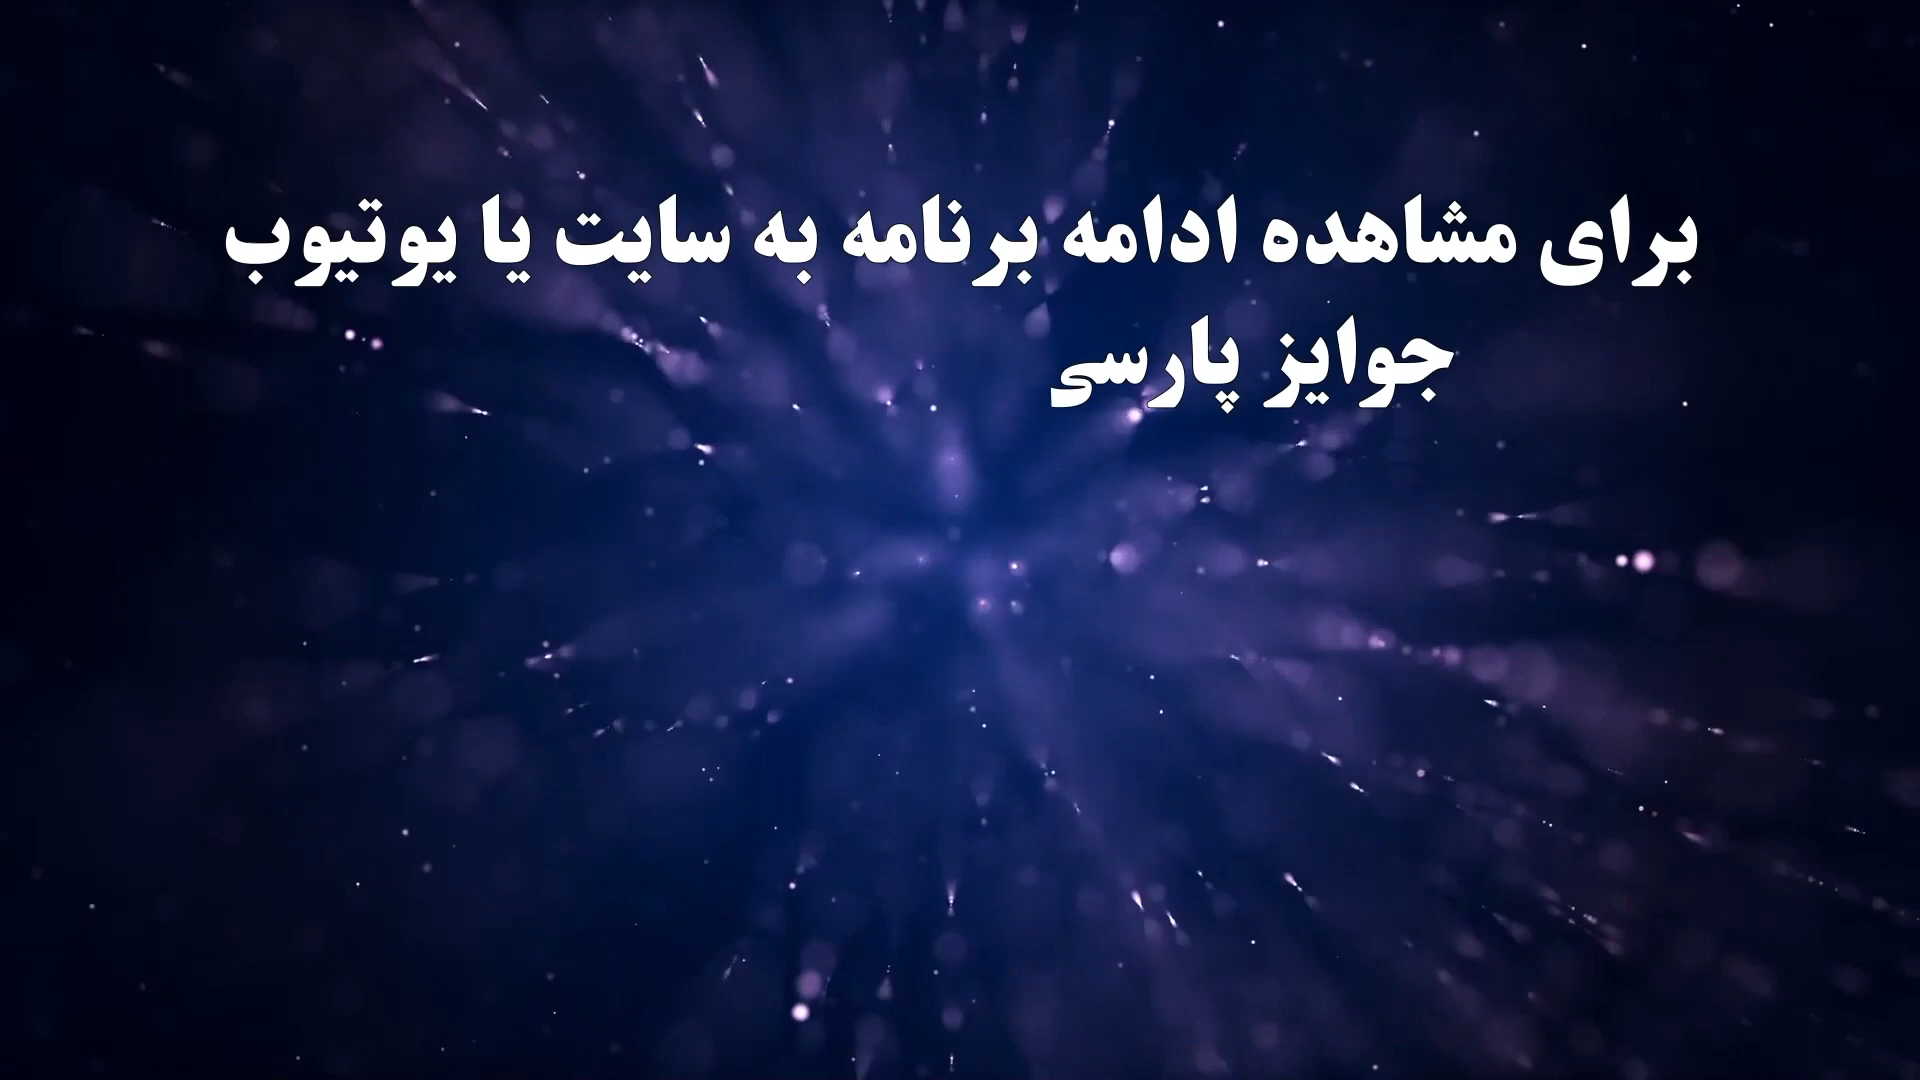 برای مشاهده ادامه برنامه به سایت یا یوتیوب
جوایز پارسی